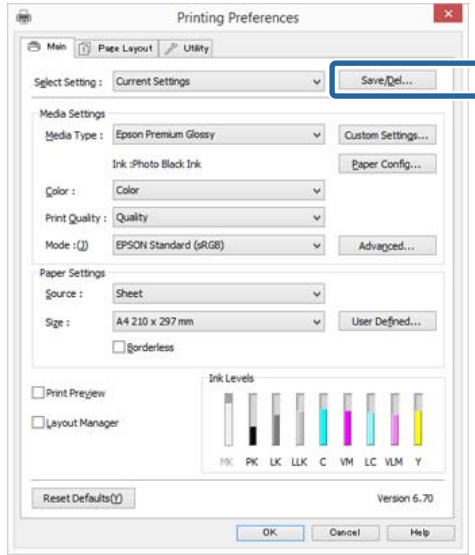 Printing Preferences
Main Page Layout Utility
Select Setting : Current Settings Save/Del...
Media Settings
Media Type : Epson Premium Glossy Custom Settings...
Ink :Photo Black Ink Paper Config...
Color : Color
Print Quality : Quality
Mode :(J) EPSON Standard (sRGB) Advanced...
Paper Settings
Source : Sheet
Size : A4 210 x 297 mm User Defined...
Borderless
Ink Levels
Print Preview
Layout Manager
MK PK LK LLK C VM LC VLM Y
Reset Defaults(Y) Version 6.70
OK Cancel Help